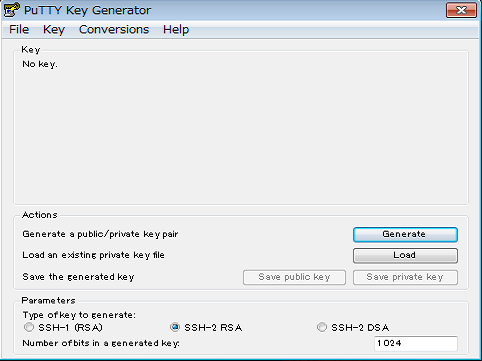 PuTTY Key Generator
File Key Conversions Help
Key
No key.
Actions
Generate a public/private key pair
Generate
Load an existing private key file
Load
Save the generated key
Save public key
Save private key
Parameters
Type of key to generate:
SSH-1 (RSA)
SSH-2 RSA
SSH-2 DSA
Number of bits in a generated key:
1024